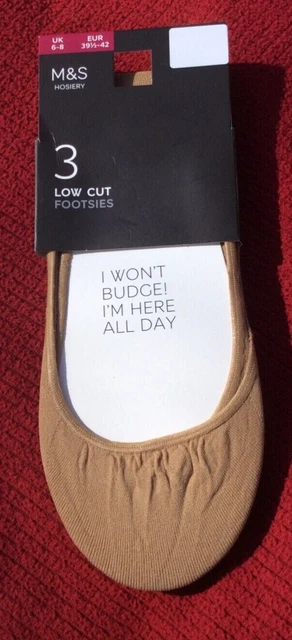 UK EUR
6-8 39½-42
M&S
HOSIERY
3
LOW CUT
FOOTSIES
I WON'T
BUDGE!
I'M HERE
ALL DAY